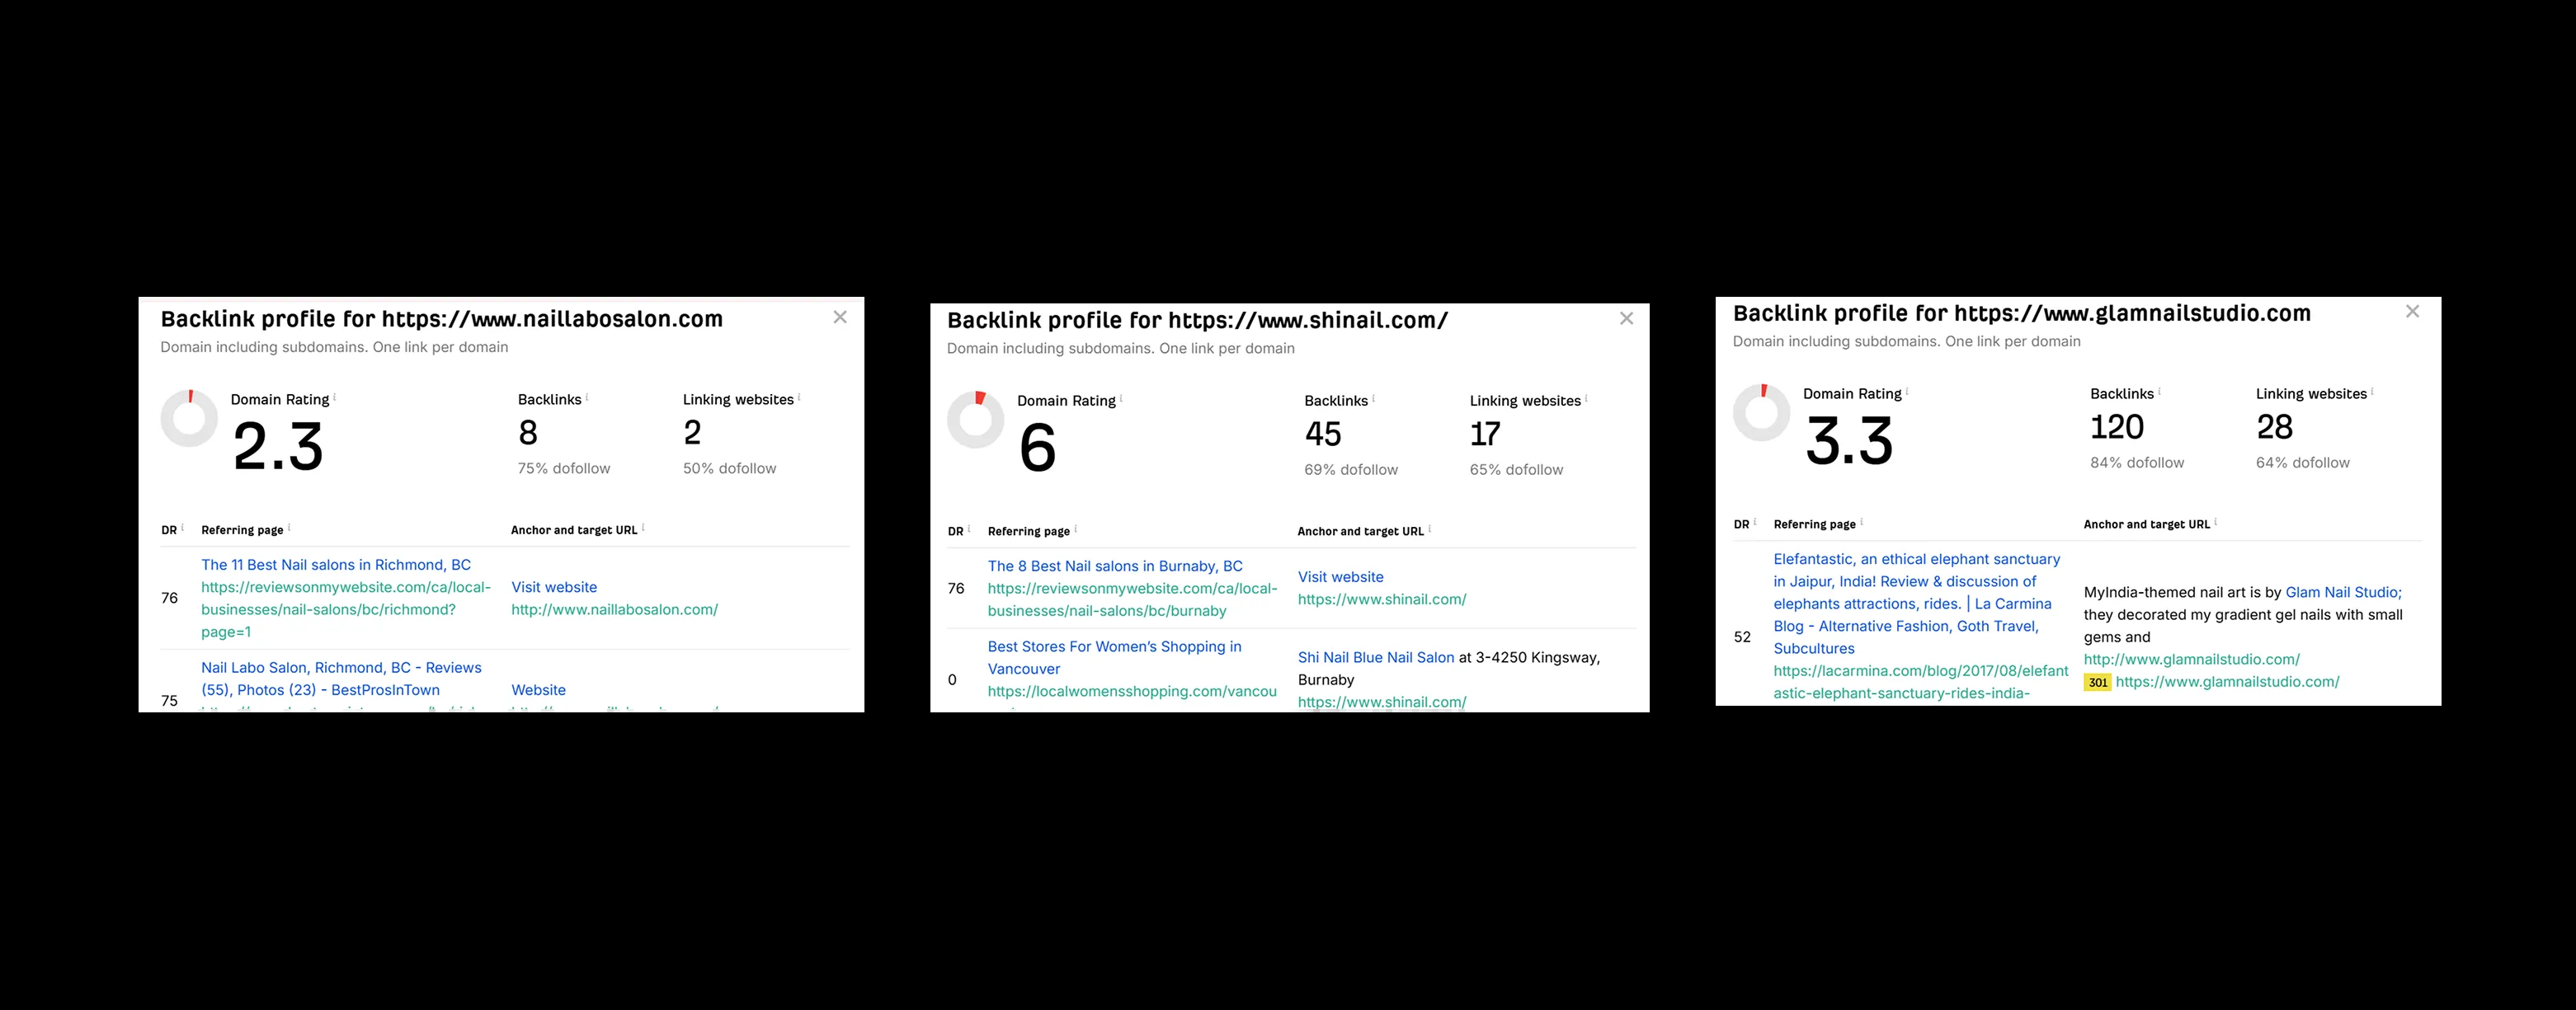 Backlink profile for https://www.naillabosalon.com
Domain including subdomains. One link per domain
Domain Rating
2.3
Backlinks
8
75% dofollow
Linking websites
2
50% dofollow
DR Referring page Anchor and target URL
76
The 11 Best Nail salons in Richmond, BC
https://reviewsonmywebsite.com/ca/local-
businesses/nail-salons/bc/richmond?
page=1
Visit website
http://www.naillabosalon.com/
75
Nail Labo Salon, Richmond, BC - Reviews
(55), Photos (23) - BestProsInTown
Website
Backlink profile for https://www.shinail.com/
Domain including subdomains. One link per domain
Domain Rating
6
Backlinks
45
69% dofollow
Linking websites
17
65% dofollow
DR Referring page Anchor and target URL
76
The 8 Best Nail salons in Burnaby, BC
https://reviewsonmywebsite.com/ca/local-
businesses/nail-salons/bc/burnaby
Visit website
https://www.shinail.com/
0
Best Stores For Women's Shopping in
Vancouver
https://localwomensshopping.com/vancou
Shi Nail Blue Nail Salon at 3-4250 Kingsway,
Burnaby
https://www.shinail.com/
Backlink profile for https://www.glamnailstudio.com
Domain including subdomains. One link per domain
Domain Rating
3.3
Backlinks
120
84% dofollow
Linking websites
28
64% dofollow
DR Referring page Anchor and target URL
52
Elefantastic, an ethical elephant sanctuary
in Jaipur, India! Review & discussion of
elephants attractions, rides. | La Carmina
Blog - Alternative Fashion, Goth Travel,
Subcultures
https://lacarmina.com/blog/2017/08/elefant
astic-elephant-sanctuary-rides-india-
MyIndia-themed nail art is by Glam Nail Studio;
they decorated my gradient gel nails with small
gems and
http://www.glamnailstudio.com/
301 https://www.glamnailstudio.com/